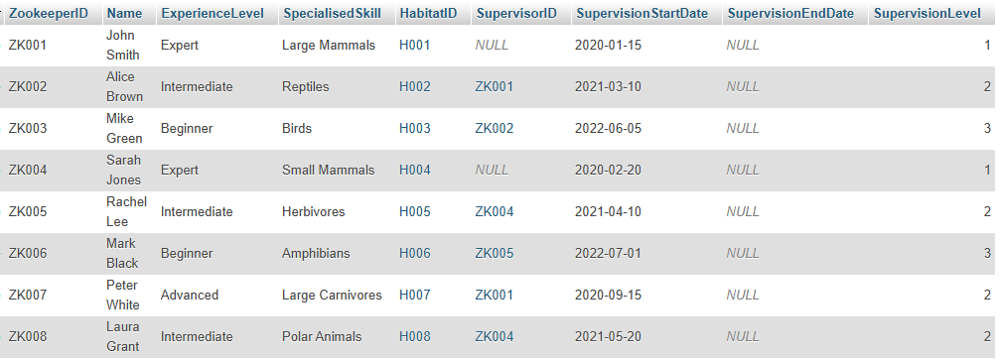 ZookeeperID Name ExperienceLevel SpecialisedSkill HabitatID SupervisorID SupervisionStartDate SupervisionEndDate SupervisionLevel
ZK001 John Smith Expert Large Mammals H001 NULL 2020-01-15 NULL 1
ZK002 Alice Brown Intermediate Reptiles H002 ZK001 2021-03-10 NULL 2
ZK003 Mike Green Beginner Birds H003 ZK002 2022-06-05 NULL 3
ZK004 Sarah Jones Expert Small Mammals H004 NULL 2020-02-20 NULL 1
ZK005 Rachel Lee Intermediate Herbivores H005 ZK004 2021-04-10 NULL 2
ZK006 Mark Black Beginner Amphibians H006 ZK005 2022-07-01 NULL 3
ZK007 Peter White Advanced Large Carnivores H007 ZK001 2020-09-15 NULL 2
ZK008 Laura Grant Intermediate Polar Animals H008 ZK004 2021-05-20 NULL 2